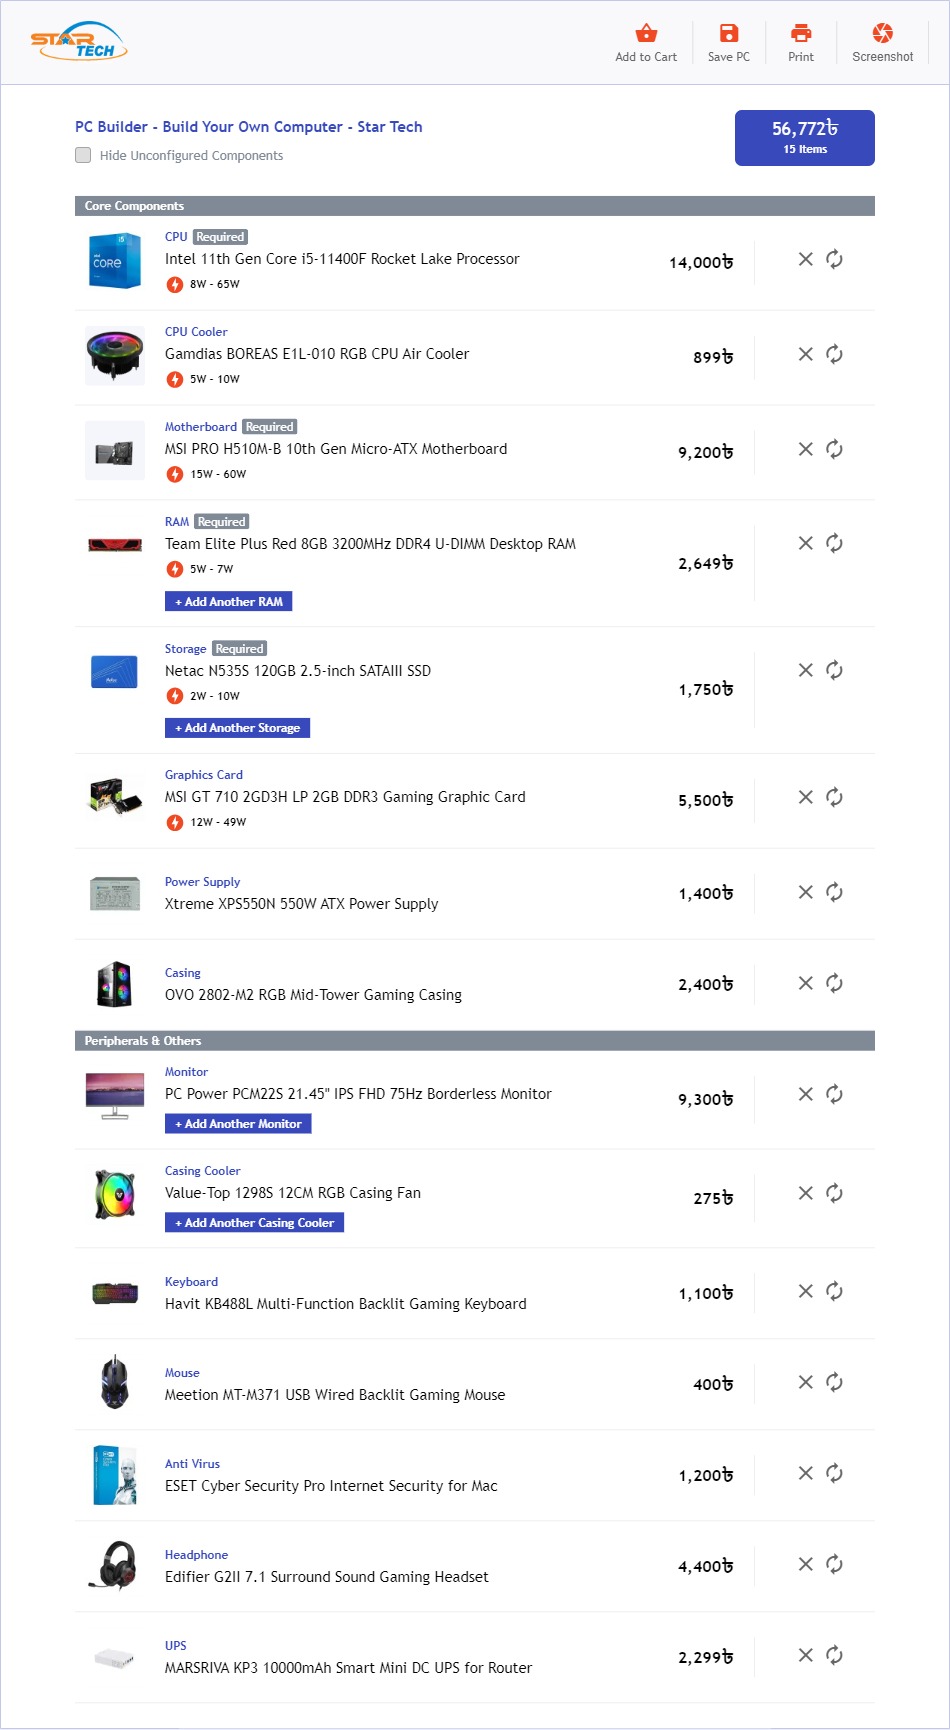 STAR
TECH
Add to Cart
Save PC
Print
Screenshot
PC Builder - Build Your Own Computer - Star Tech
Hide Unconfigured Components
56,772৳
15 Items
Core Components
CPU Required
Intel 11th Gen Core i5-11400F Rocket Lake Processor
8W - 65W
14,000৳
CPU Cooler
Gamdias BOREAS E1L-010 RGB CPU Air Cooler
5W - 10W
899৳
Motherboard Required
MSI PRO H510M-B 10th Gen Micro-ATX Motherboard
15W - 60W
9,200৳
RAM Required
Team Elite Plus Red 8GB 3200MHz DDR4 U-DIMM Desktop RAM
5W - 7W
+ Add Another RAM
2,649৳
Storage Required
Netac N535S 120GB 2.5-inch SATAIII SSD
2W - 10W
+ Add Another Storage
1,750৳
Graphics Card
MSI GT 710 2GD3H LP 2GB DDR3 Gaming Graphic Card
12W - 49W
5,500৳
Power Supply
Xtreme XPS550N 550W ATX Power Supply
1,400৳
Casing
OVO 2802-M2 RGB Mid-Tower Gaming Casing
2,400৳
Peripherals & Others
Monitor
PC Power PCM22S 21.45" IPS FHD 75Hz Borderless Monitor
+ Add Another Monitor
9,300৳
Casing Cooler
Value-Top 1298S 12CM RGB Casing Fan
+ Add Another Casing Cooler
275৳
Keyboard
Havit KB488L Multi-Function Backlit Gaming Keyboard
1,100৳
Mouse
Meetion MT-M371 USB Wired Backlit Gaming Mouse
400৳
Anti Virus
ESET Cyber Security Pro Internet Security for Mac
1,200৳
Headphone
Edifier G2II 7.1 Surround Sound Gaming Headset
4,400৳
UPS
MARSRIVA KP3 10000mAh Smart Mini DC UPS for Router
2,299৳